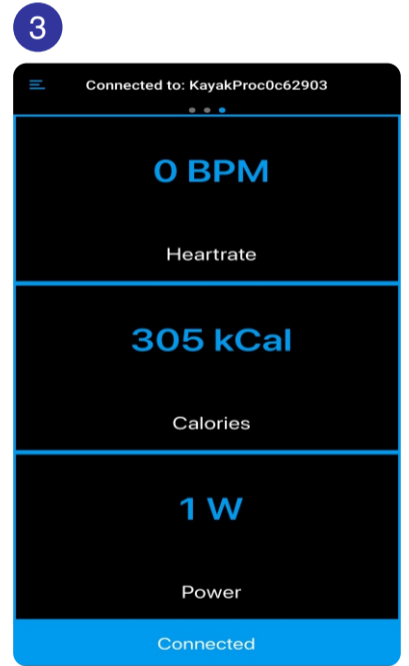 3
Connected to: KayakProc0c62903
0 BPM
Heartrate
305 kCal
Calories
1 W
Power
Connected